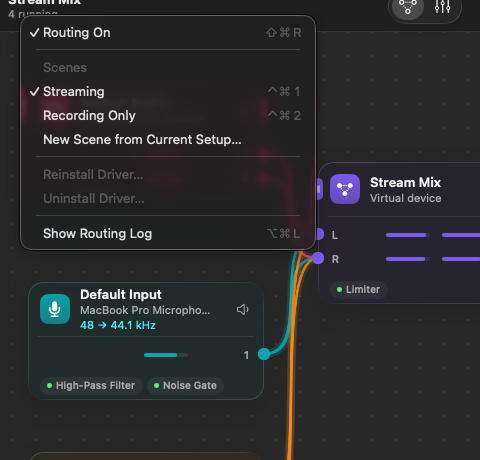 Stream Mix
4 running
Routing On ⇧⌘R
Scenes
Streaming ^⌘1
Recording Only ^⌘2
New Scene from Current Setup...
Reinstall Driver...
Uninstall Driver...
Show Routing Log ⌥⌘L
Stream Mix
Virtual device
L
R
Limiter
Default Input
MacBook Pro Micropho...
48 → 44.1 kHz
1
High-Pass Filter
Noise Gate